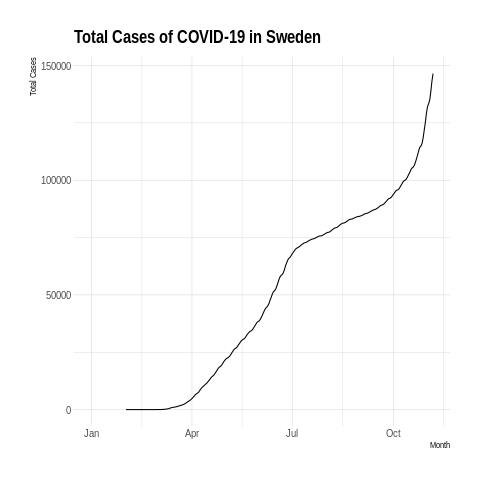 Total Cases of COVID-19 in Sweden
Total Cases
150000
100000
50000
0
Jan Apr Jul Oct
Month